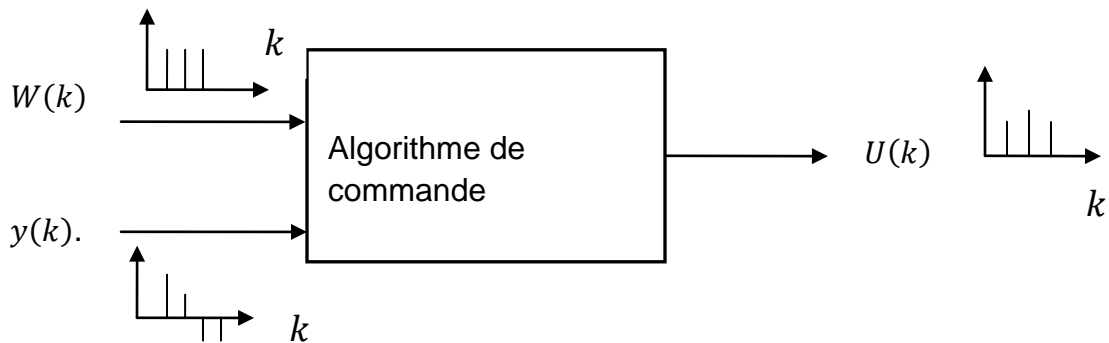 k
W(k)
Algorithme de
commande
U(k)
k
y(k).
k